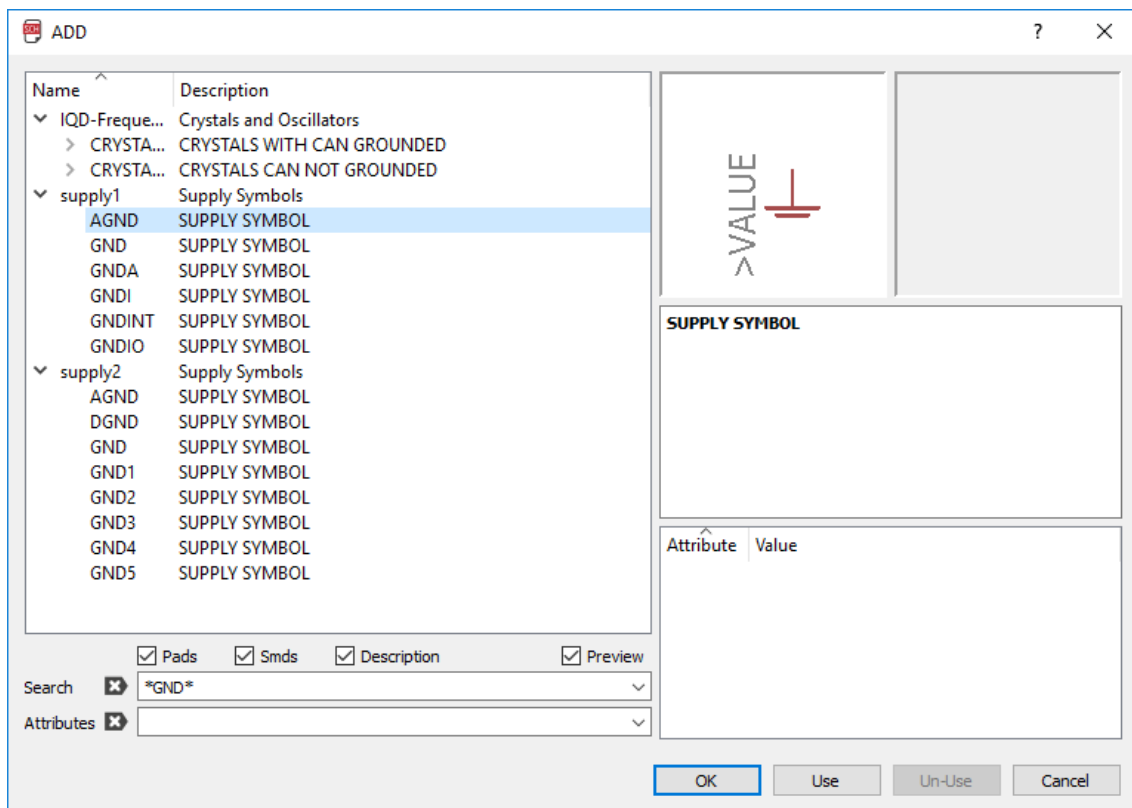 SCH ADD ?
Name Description
IQD-Freque... Crystals and Oscillators
CRYSTA... CRYSTALS WITH CAN GROUNDED
CRYSTA... CRYSTALS CAN NOT GROUNDED
supply1 Supply Symbols
AGND SUPPLY SYMBOL
GND SUPPLY SYMBOL
GNDA SUPPLY SYMBOL
GNDI SUPPLY SYMBOL
GNDINT SUPPLY SYMBOL
GNDIO SUPPLY SYMBOL
supply2 Supply Symbols
AGND SUPPLY SYMBOL
DGND SUPPLY SYMBOL
GND SUPPLY SYMBOL
GND1 SUPPLY SYMBOL
GND2 SUPPLY SYMBOL
GND3 SUPPLY SYMBOL
GND4 SUPPLY SYMBOL
GND5 SUPPLY SYMBOL
Pads Smds Description Preview
Search *GND*
Attributes
>VALUE
SUPPLY SYMBOL
Attribute Value
OK Use Un-Use Cancel